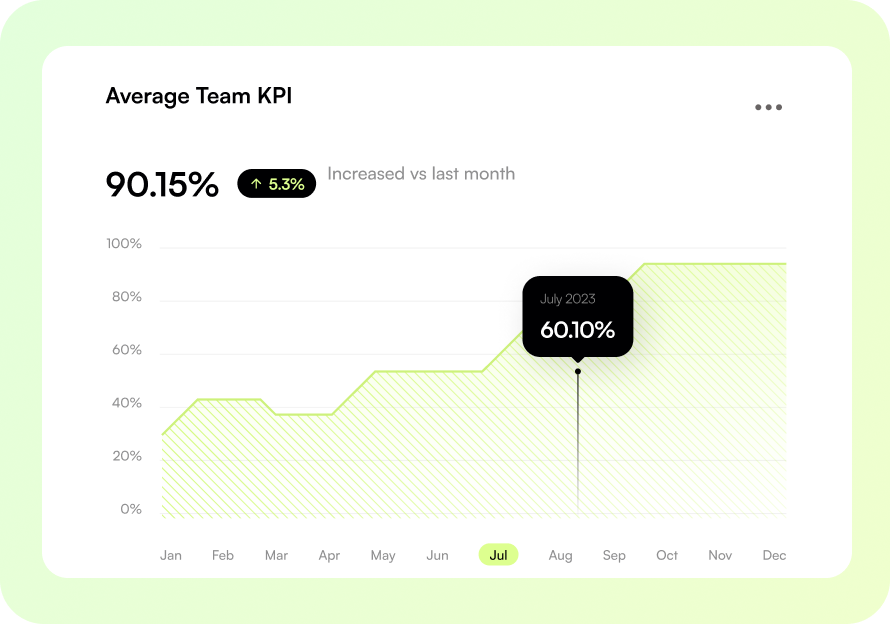 Average Team KPI
90.15% ↑ 5.3% Increased vs last month
100%
80%
July 2023
60.10%
60%
40%
20%
0%
Jan Feb Mar Apr May Jun Jul Aug Sep Oct Nov Dec